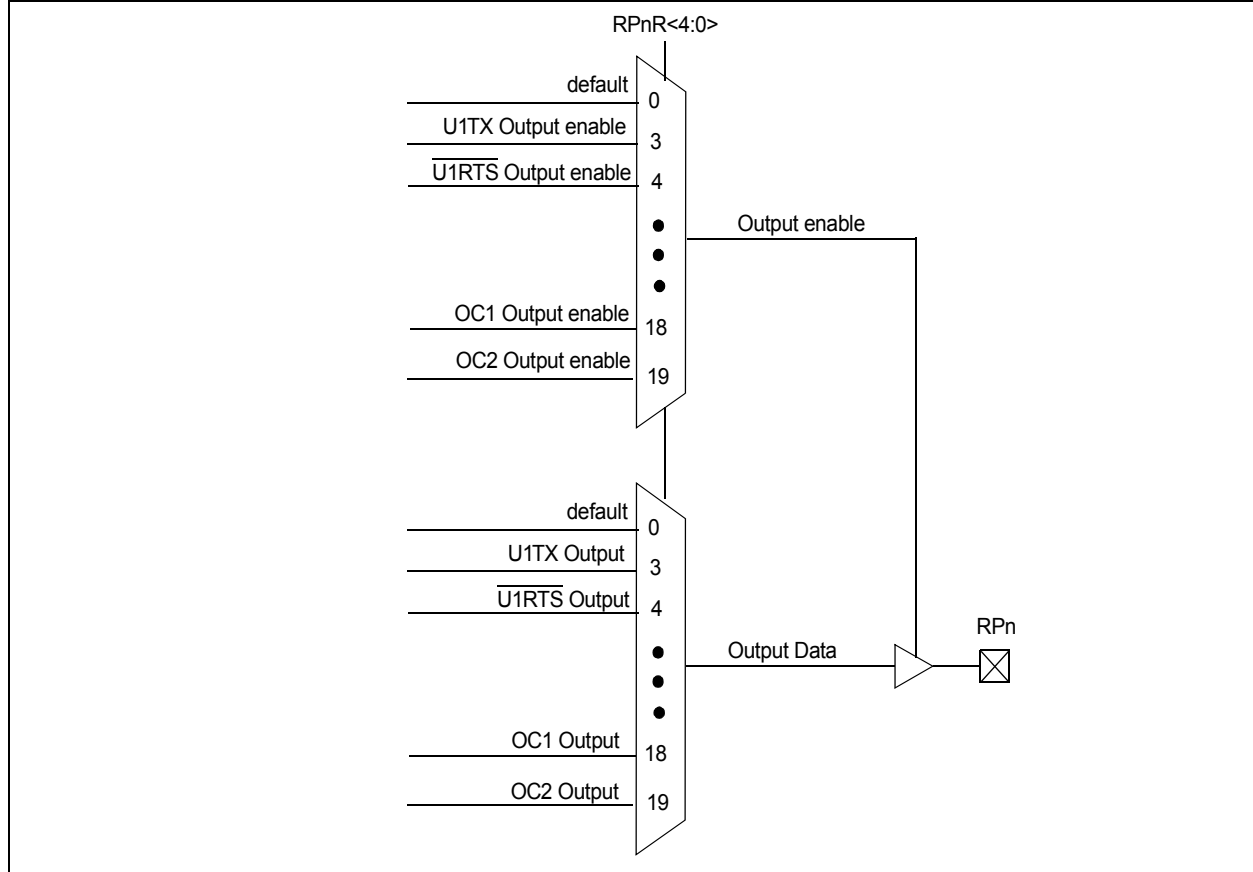 RPnR<4:0>
default
0
U1TX Output enable
3
U1RTS Output enable
4
Output enable
OC1 Output enable
18
OC2 Output enable
19
default
0
U1TX Output
3
U1RTS Output
4
RPn
Output Data
OC1 Output
18
OC2 Output
19